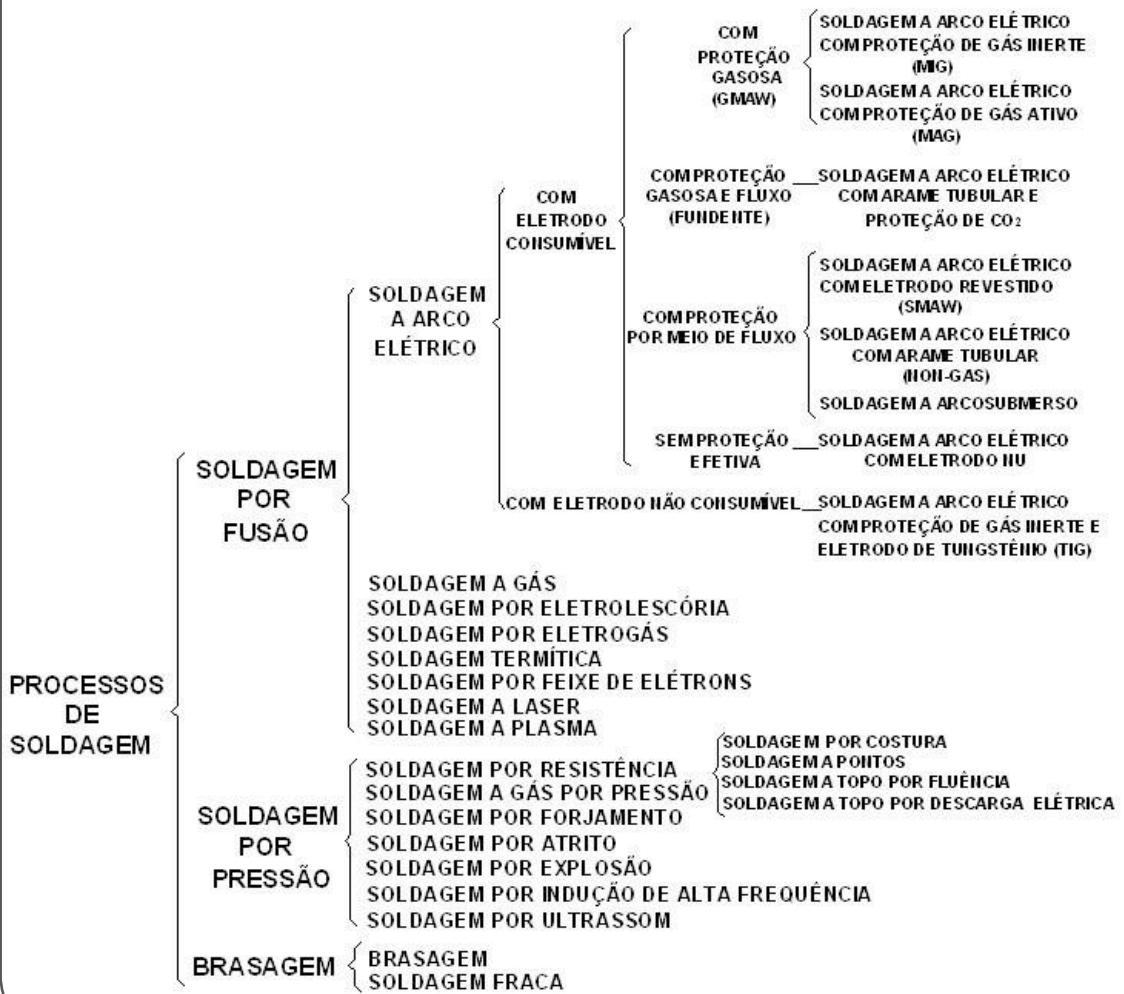 PROCESSOS
DE
SOLDAGEM
SOLDAGEM
POR
FUSÃO
SOLDAGEM
A ARCO
ELÉTRICO
COM
ELETRODO
CONSUMÍVEL
COM
PROTEÇÃO
GASOSA
(GMAW)
SOLDAGEM A ARCO ELÉTRICO
COM PROTEÇÃO DE GÁS INERTE
(MIG)
SOLDAGEM A ARCO ELÉTRICO
COM PROTEÇÃO DE GÁS ATIVO
(MAG)
COM PROTEÇÃO
GASOSA E FLUXO
(FUNDENTE)
SOLDAGEM A ARCO ELÉTRICO
COM ARAME TUBULAR E
PROTEÇÃO DE CO₂
COM PROTEÇÃO
POR MEIO DE FLUXO
SOLDAGEM A ARCO ELÉTRICO
COM ELETRODO REVESTIDO
(SMAW)
SOLDAGEM A ARCO ELÉTRICO
COM ARAME TUBULAR
(NON-GAS)
SOLDAGEM A ARCO SUBMERSO
SEM PROTEÇÃO
EFETIVA
SOLDAGEM A ARCO ELÉTRICO
COM ELETRODO NU
COM ELETRODO NÃO CONSUMÍVEL
SOLDAGEM A ARCO ELÉTRICO
COM PROTEÇÃO DE GÁS INERTE E
ELETRODO DE TUNGSTÊNIO (TIG)
SOLDAGEM A GÁS
SOLDAGEM POR ELETROLESCÓRIA
SOLDAGEM POR ELETROGÁS
SOLDAGEM TERMÍTICA
SOLDAGEM POR FEIXE DE ELÉTRONS
SOLDAGEM A LASER
SOLDAGEM A PLASMA
SOLDAGEM
POR
PRESSÃO
SOLDAGEM POR RESISTÊNCIA
SOLDAGEM POR COSTURA
SOLDAGEM A PONTOS
SOLDAGEM A TOPO POR FLUÊNCIA
SOLDAGEM A TOPO POR DESCARGA ELÉTRICA
SOLDAGEM A GÁS POR PRESSÃO
SOLDAGEM POR FORJAMENTO
SOLDAGEM POR ATRITO
SOLDAGEM POR EXPLOSÃO
SOLDAGEM POR INDUÇÃO DE ALTA FREQUÊNCIA
SOLDAGEM POR ULTRASSOM
BRASAGEM
BRASAGEM
SOLDAGEM FRACA